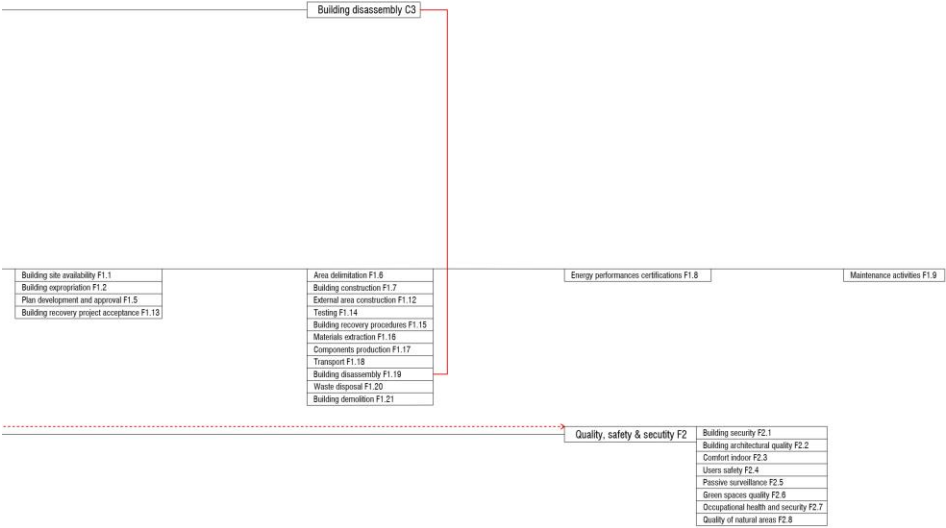 Building disassembly C3
Building site availability F1.1
Building expropriation F1.2
Plan development and approval F1.5
Building recovery project acceptance F1.13
Area delimitation F1.6
Building construction F1.7
External area construction F1.12
Testing F1.14
Building recovery procedures F1.15
Materials extraction F1.16
Components production F1.17
Transport F1.18
Building disassembly F1.19
Waste disposal F1.20
Building demolition F1.21
Energy performances certifications F1.8
Maintenance activities F1.9
Quality, safety & secutity F2
Building security F2.1
Building architectural quality F2.2
Comfort indoor F2.3
Users safety F2.4
Passive surveillance F2.5
Green spaces quality F2.6
Occupational health and security F2.7
Quality of natural areas F2.8